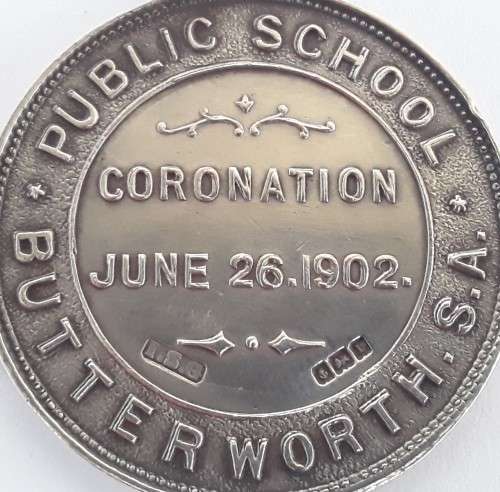 PUBLIC SCHOOL
CORONATION
JUNE 26.1902.
BUTTERWORTH. S.A.